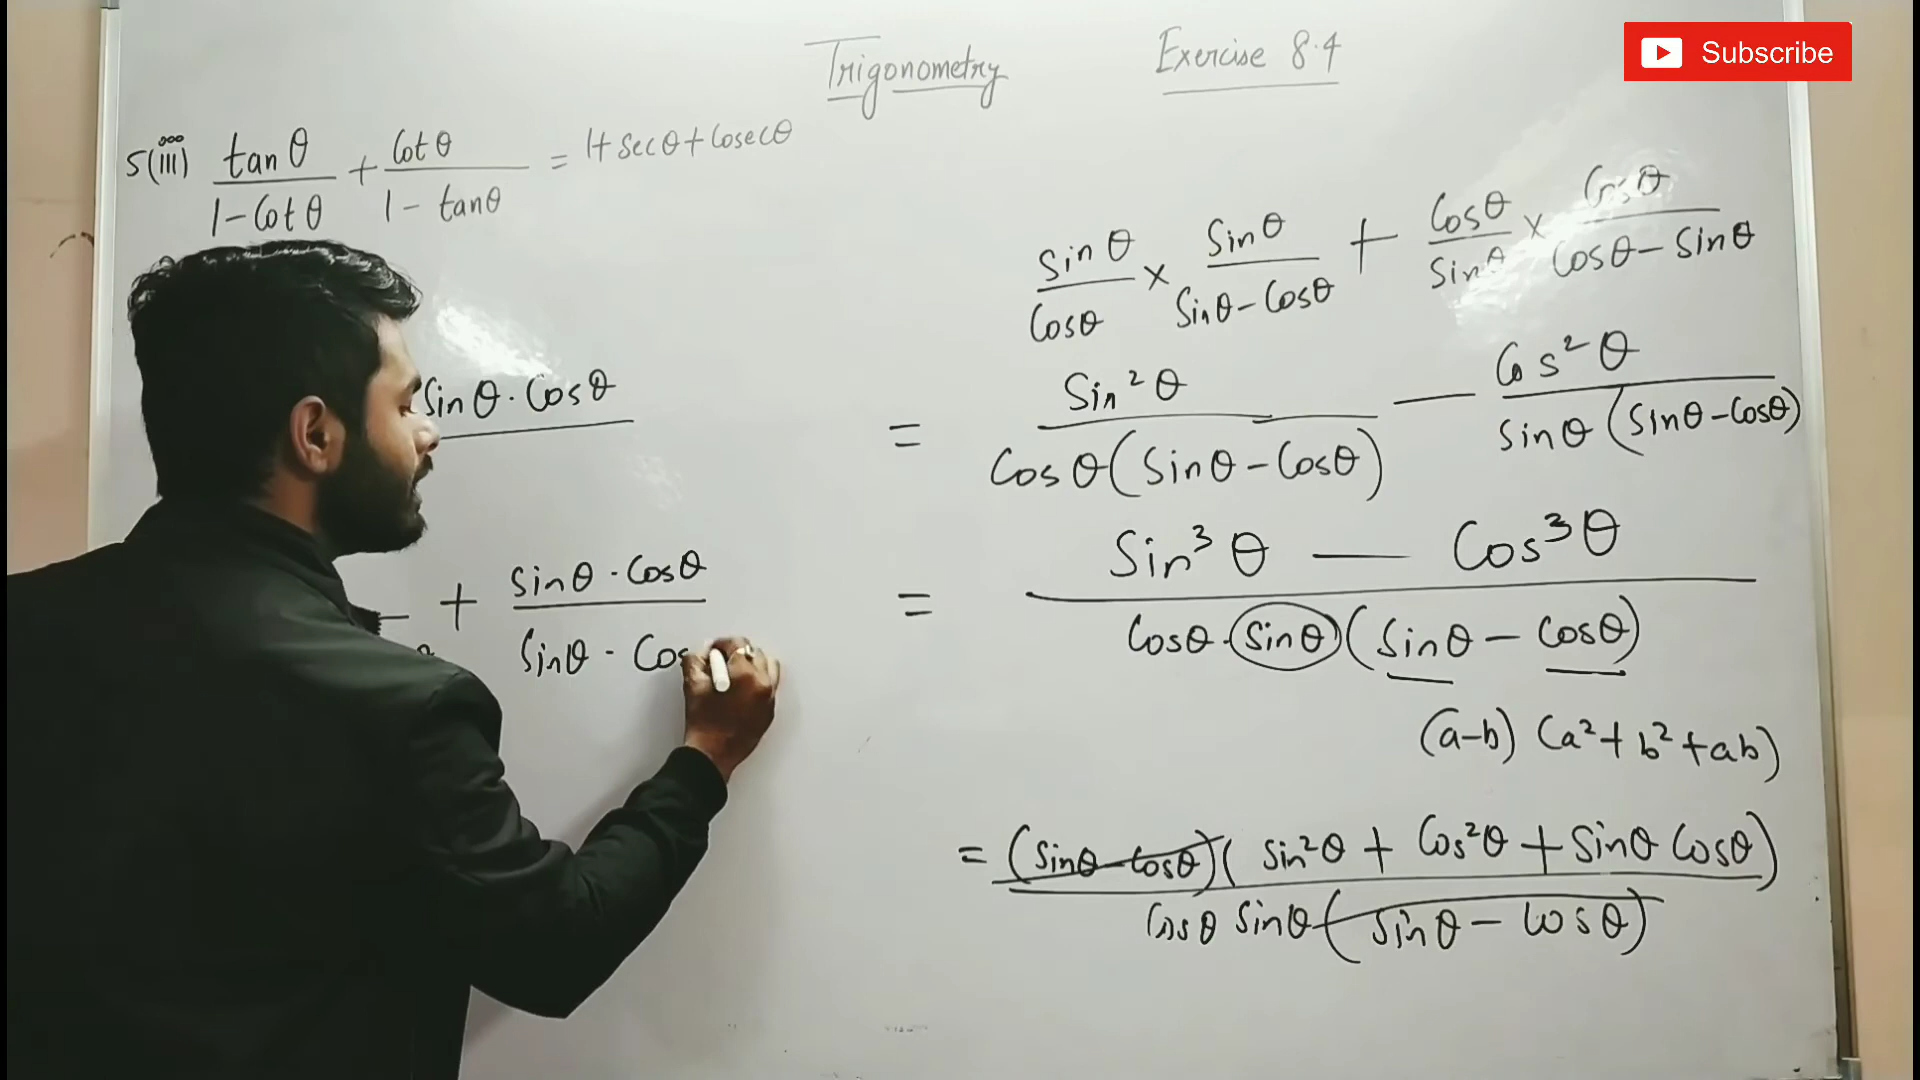 Trigonometry Exercise 8.4
Subscribe
5(iii) tanθ/(1-Cotθ) + Cotθ/(1-tanθ) = 1+secθ+Cosecθ
Sinθ/Cosθ × Sinθ/(Sinθ-Cosθ) + Cosθ/Sinθ × Cosθ/(Cosθ-Sinθ)
= Sin²θ/(Cosθ(Sinθ-Cosθ)) - Cos²θ/(Sinθ(Sinθ-Cosθ))
= (Sin³θ - Cos³θ)/(Cosθ.Sinθ(Sinθ-Cosθ))
(a-b) (a²+b²+ab)
= (Sinθ-Cosθ)(Sin²θ + Cos²θ + Sinθ Cosθ)/(Cosθ Sinθ(Sinθ-Cosθ))
Sinθ.Cosθ
+ Sinθ.Cosθ
Sinθ.